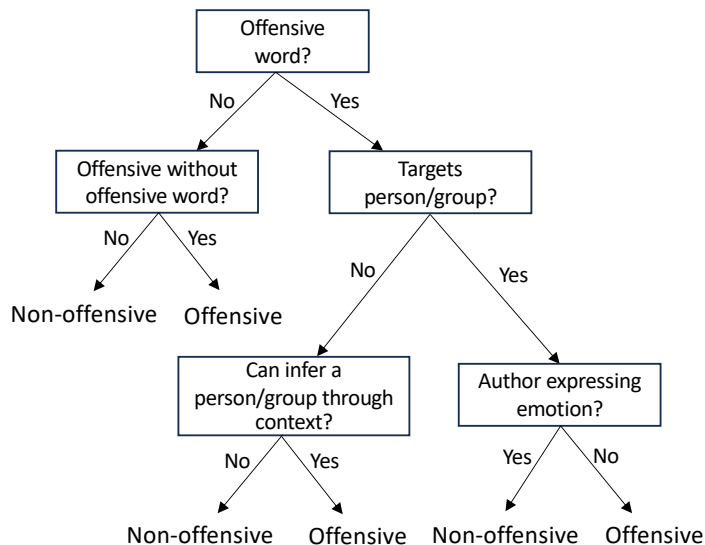 Offensive
word?
No
Yes
Offensive without
offensive word?
Targets
person/group?
No
Yes
No
Yes
Non-offensive
Offensive
Can infer a
person/group through
context?
Author expressing
emotion?
No
Yes
Yes
No
Non-offensive
Offensive
Non-offensive
Offensive